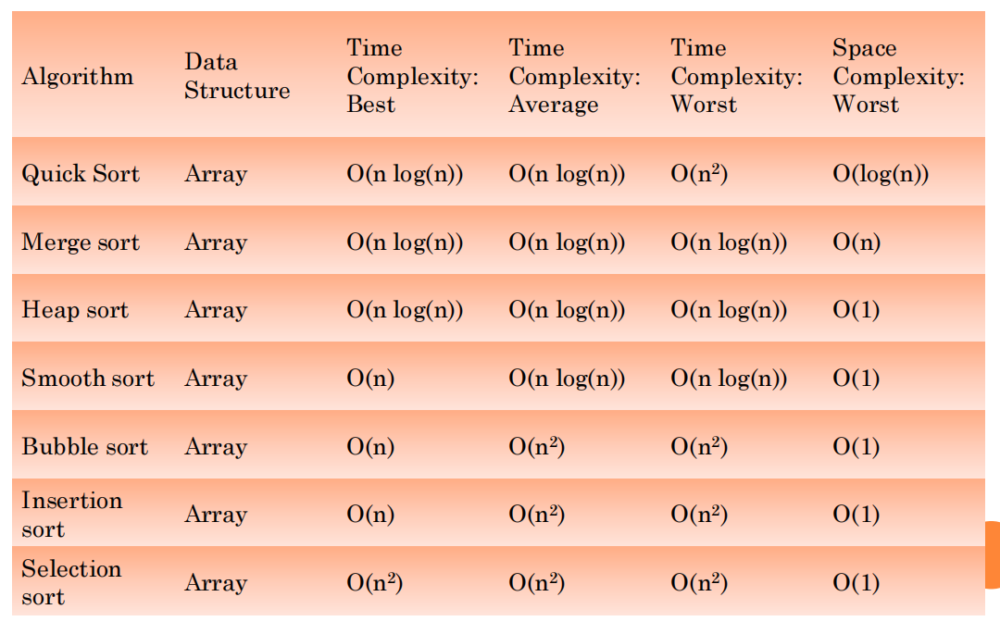 Algorithm Data Structure Time Complexity: Best Time Complexity: Average Time Complexity: Worst Space Complexity: Worst
Quick Sort Array O(n log(n)) O(n log(n)) O(n²) O(log(n))
Merge sort Array O(n log(n)) O(n log(n)) O(n log(n)) O(n)
Heap sort Array O(n log(n)) O(n log(n)) O(n log(n)) O(1)
Smooth sort Array O(n) O(n log(n)) O(n log(n)) O(1)
Bubble sort Array O(n) O(n²) O(n²) O(1)
Insertion sort Array O(n) O(n²) O(n²) O(1)
Selection sort Array O(n²) O(n²) O(n²) O(1)